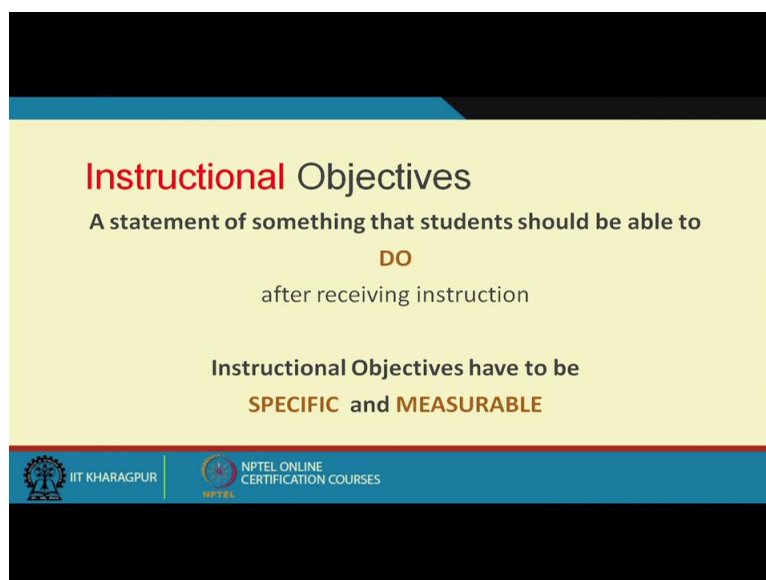 Instructional Objectives
A statement of something that students should be able to
DO
after receiving instruction
Instructional Objectives have to be
SPECIFIC and MEASURABLE
IIT KHARAGPUR
NPTEL
NPTEL ONLINE
CERTIFICATION COURSES